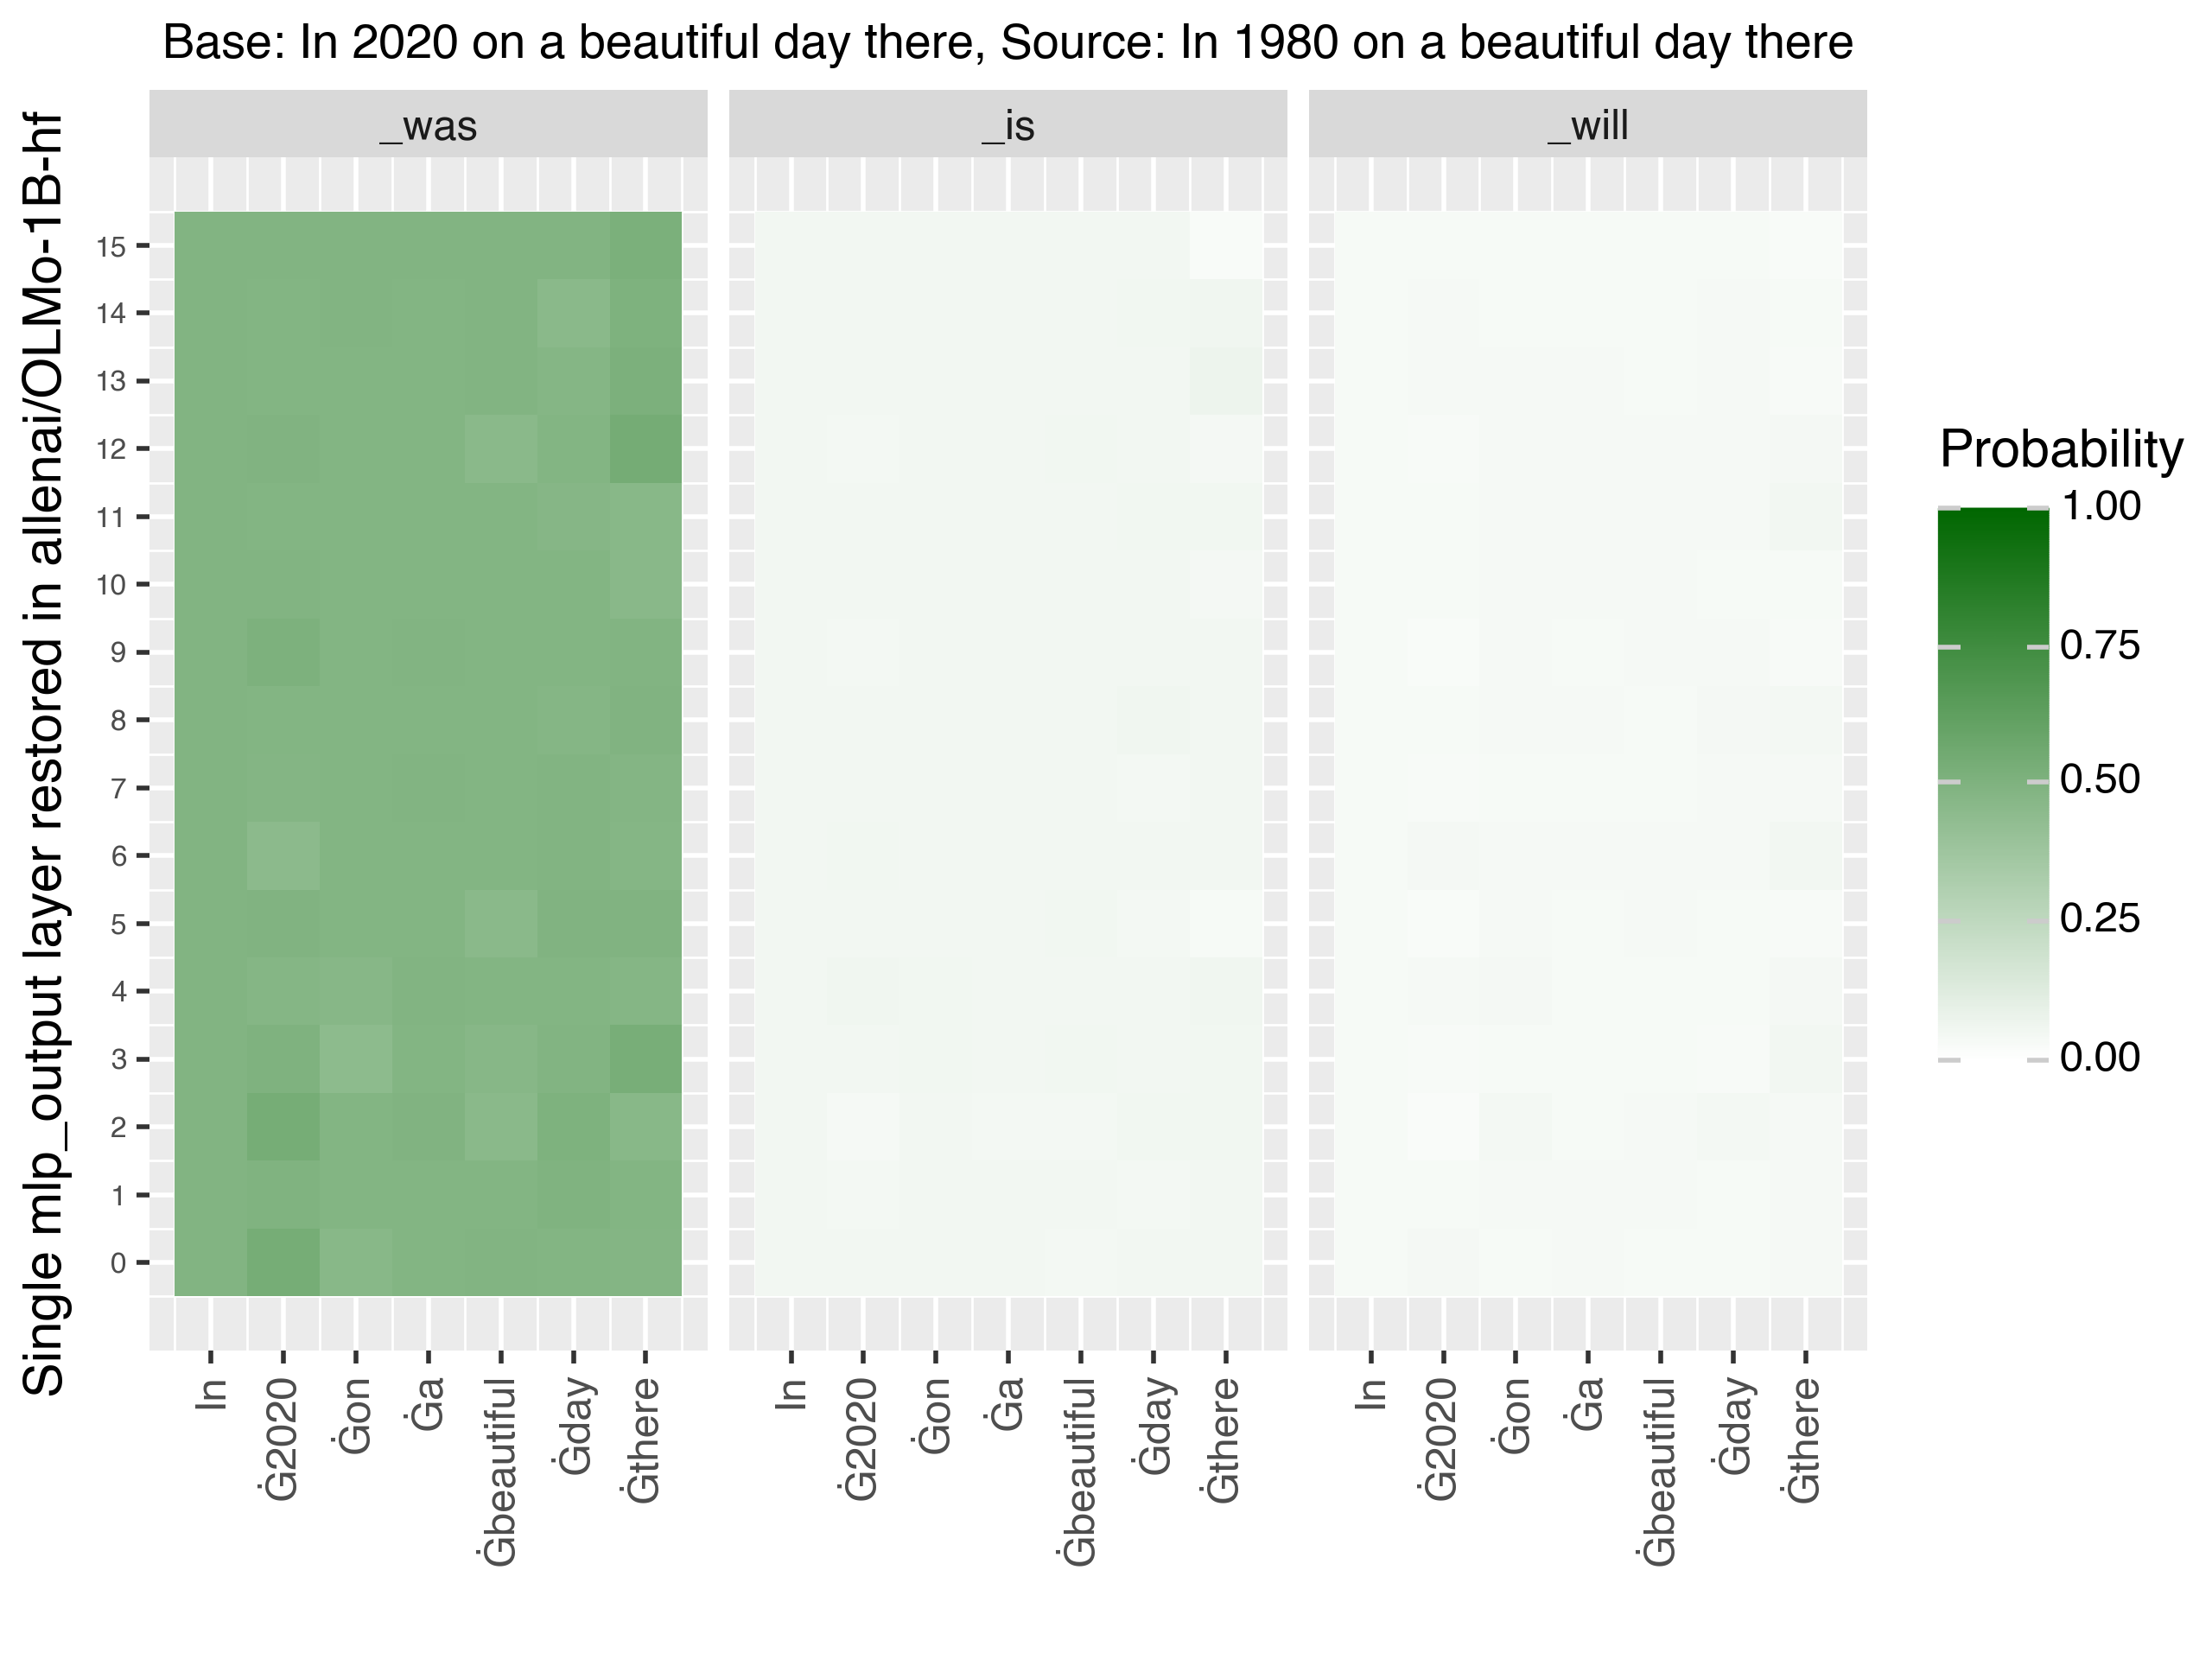 Base: In 2020 on a beautiful day there, Source: In 1980 on a beautiful day there
Single mlp_output layer restored in allenai/OLMo-1B-hf
_was
_is
_will
15
14
13
12
11
10
9
8
7
6
5
4
3
2
1
0
In
Ġ2020
Ġon
Ġa
Ġbeautiful
Ġday
Ġthere
In
Ġ2020
Ġon
Ġa
Ġbeautiful
Ġday
Ġthere
In
Ġ2020
Ġon
Ġa
Ġbeautiful
Ġday
Ġthere
Probability
1.00
0.75
0.50
0.25
0.00